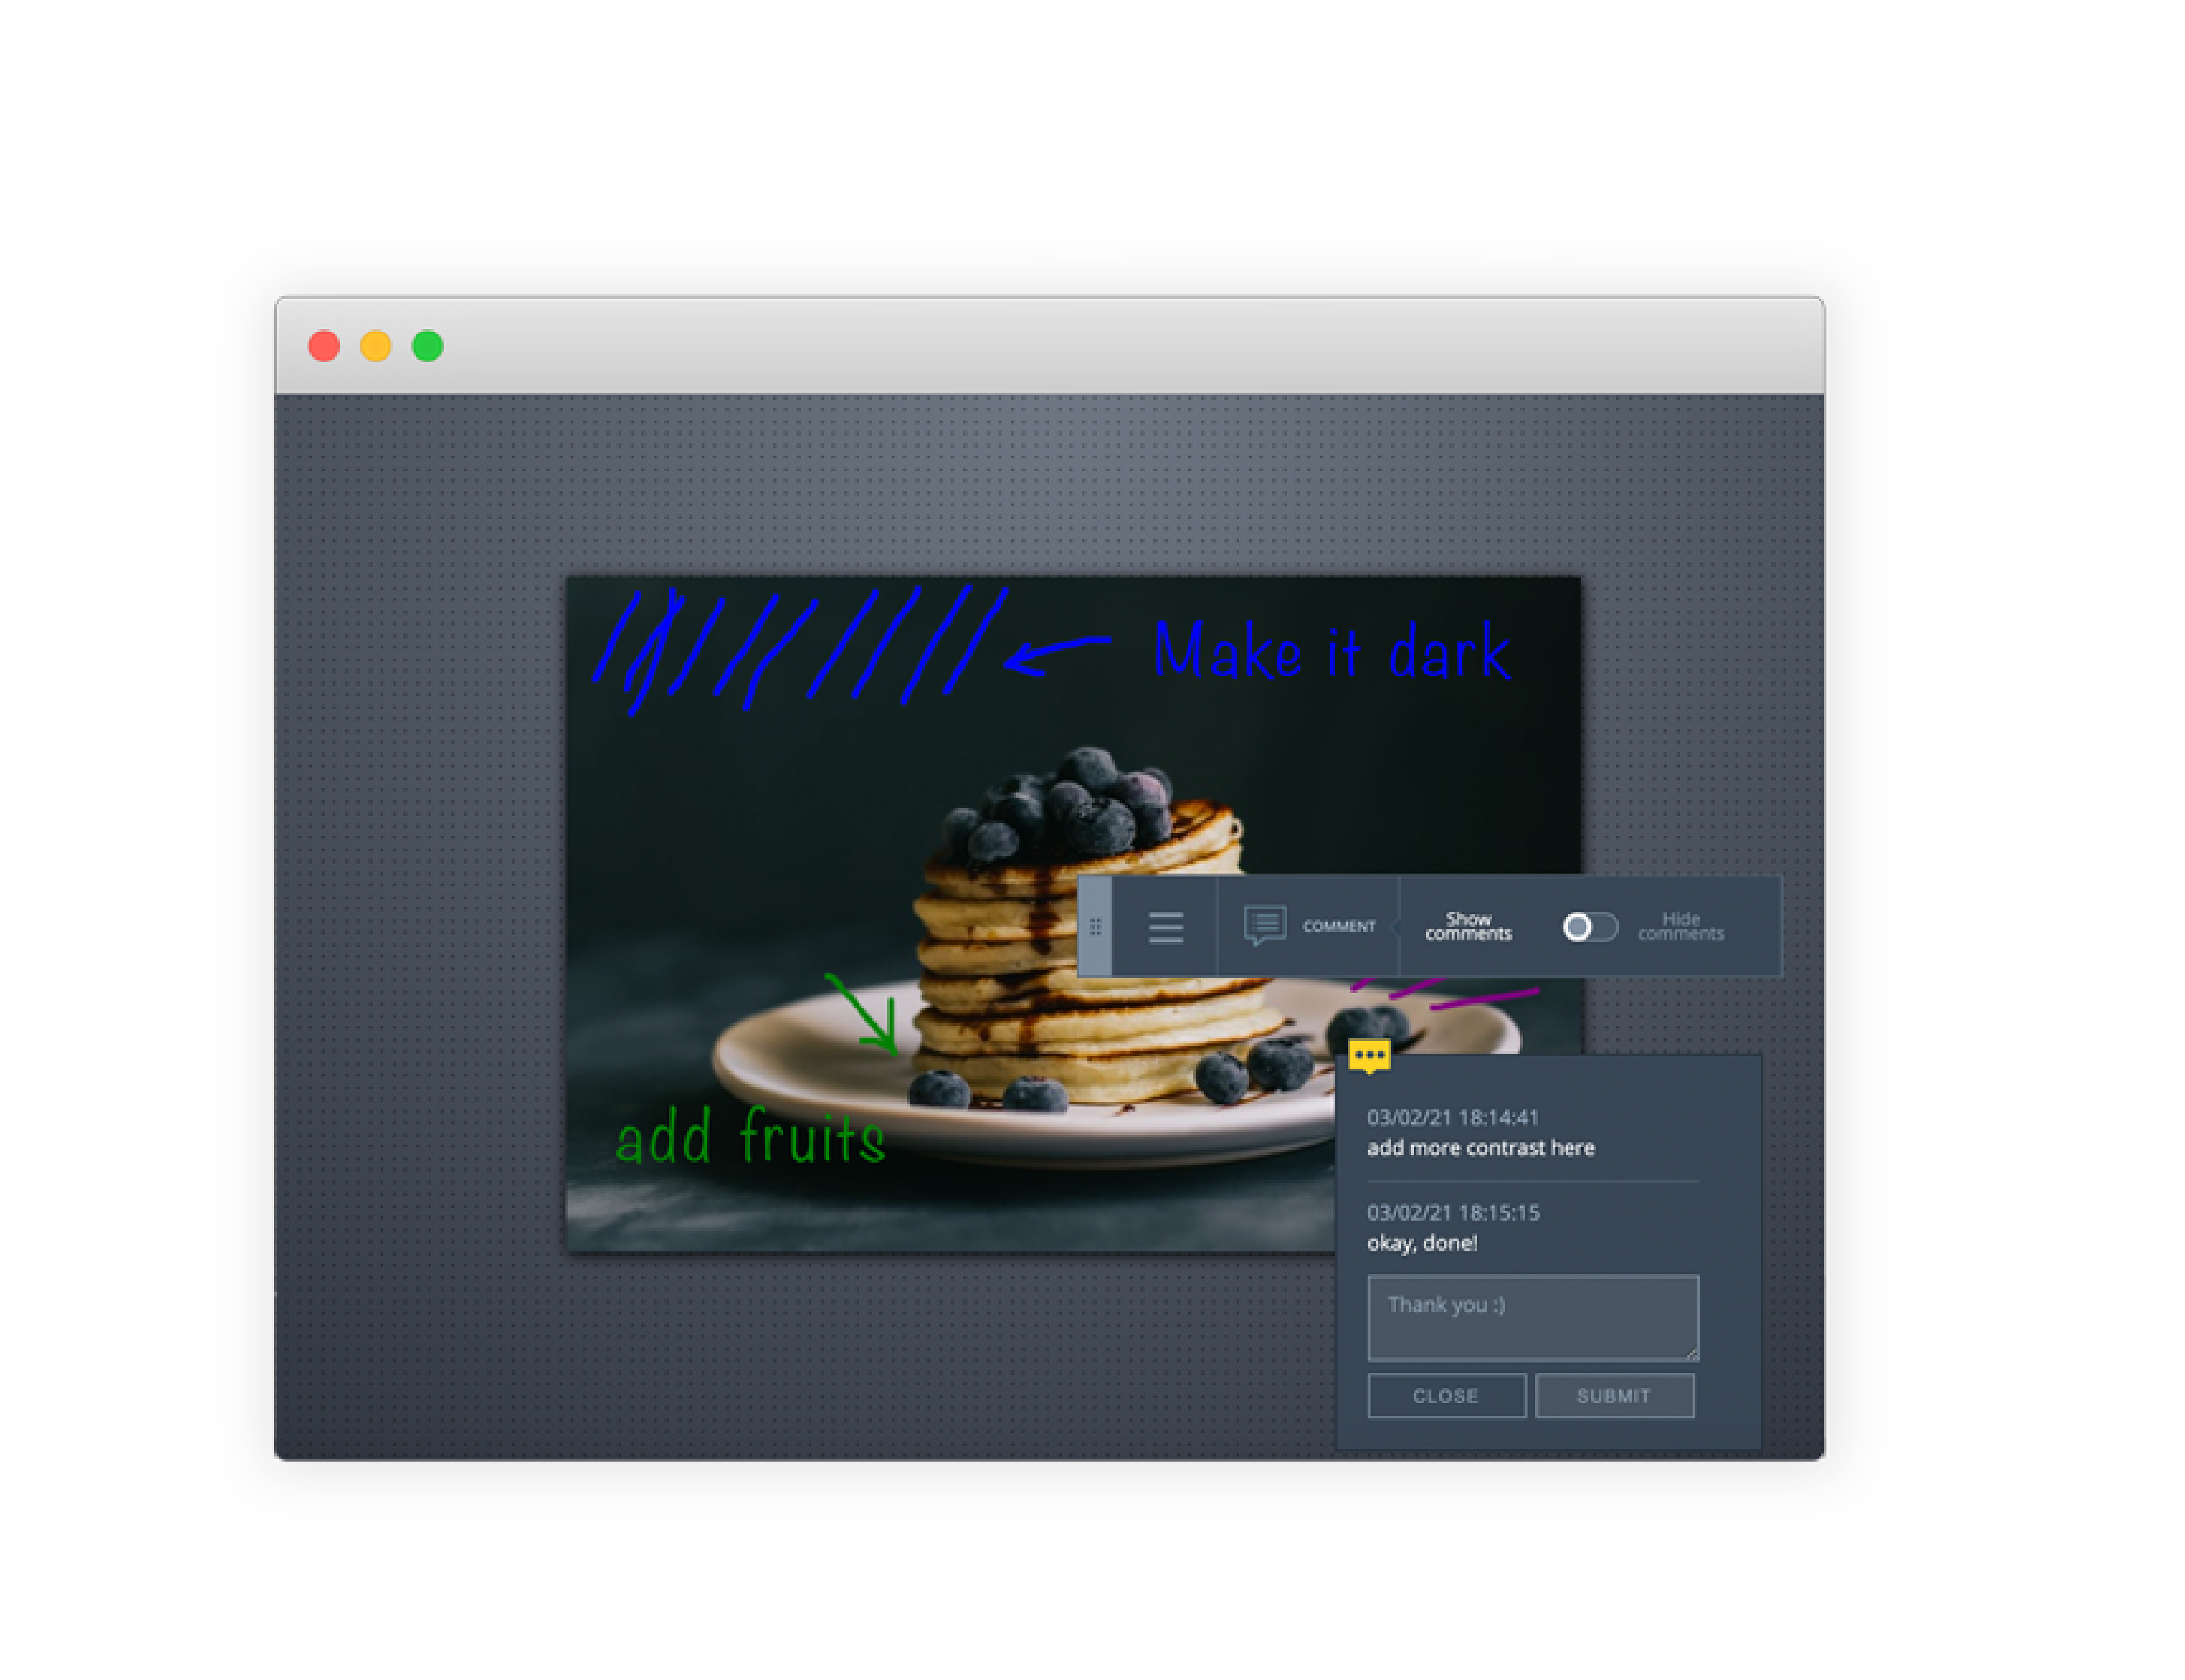 Make it dark
COMMENT
Show
comments
Hide
comments
add fruits
03/02/21 18:14:41
add more contrast here
03/02/21 18:15:15
okay, done!
Thank you :)
CLOSE SUBMIT